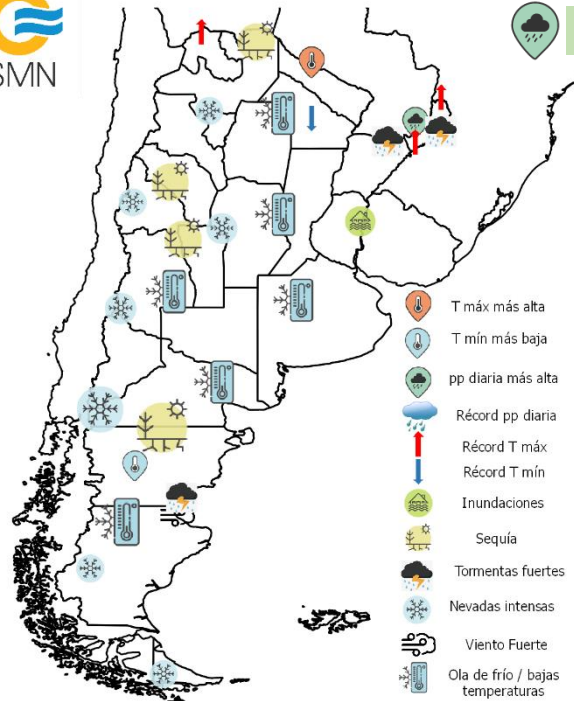 SMN
T máx más alta
T mín más baja
pp diaria más alta
Récord pp diaria
Récord T máx
Récord T mín
Inundaciones
Sequía
Tormentas fuertes
Nevadas intensas
Viento Fuerte
Ola de frío / bajas
temperaturas